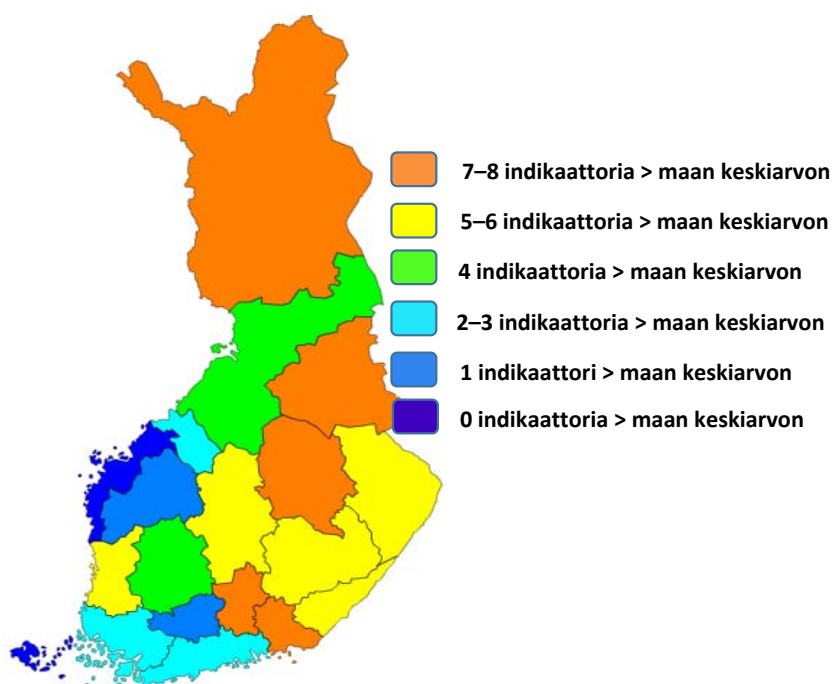 7–8 indikaattoria > maan keskiarvon
5–6 indikaattoria > maan keskiarvon
4 indikaattoria > maan keskiarvon
2–3 indikaattoria > maan keskiarvon
1 indikaattori > maan keskiarvon
0 indikaattoria > maan keskiarvon